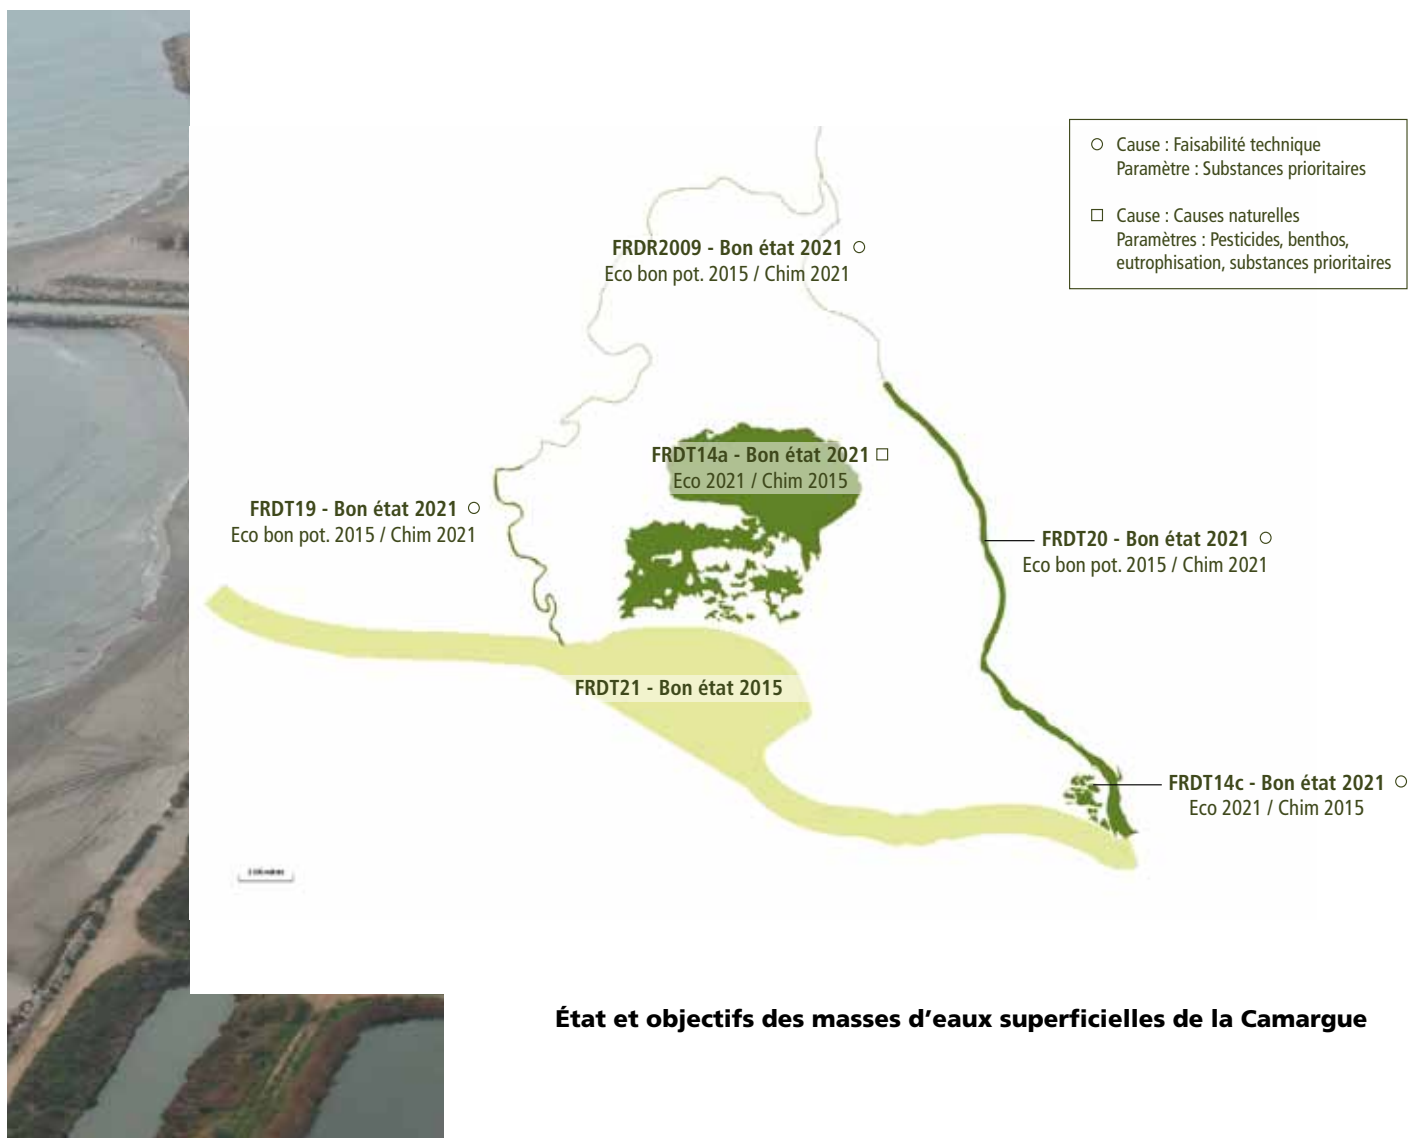 Cause : Faisabilité technique
Paramètre : Substances prioritaires
Cause : Causes naturelles
Paramètres : Pesticides, benthos,
eutrophisation, substances prioritaires
FRDR2009 - Bon état 2021
Eco bon pot. 2015 / Chim 2021
FRDT14a - Bon état 2021
Eco 2021 / Chim 2015
FRDT19 - Bon état 2021
Eco bon pot. 2015 / Chim 2021
FRDT20 - Bon état 2021
Eco bon pot. 2015 / Chim 2021
FRDT21 - Bon état 2015
FRDT14c - Bon état 2021
Eco 2021 / Chim 2015
État et objectifs des masses d’eaux superficielles de la Camargue